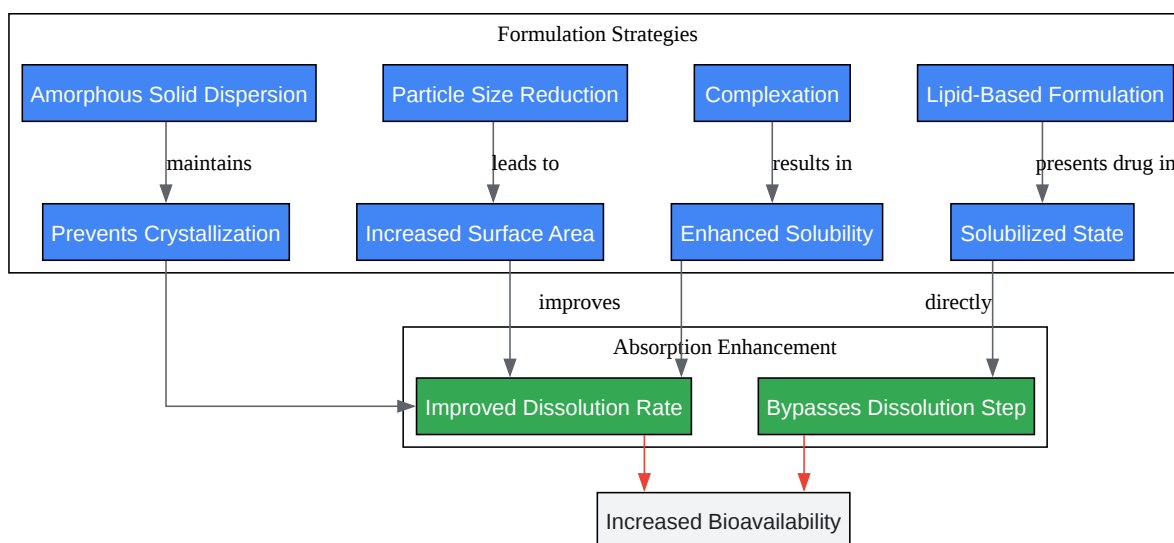 Formulation Strategies
Amorphous Solid Dispersion
Particle Size Reduction
Complexation
Lipid-Based Formulation
maintains
leads to
results in
presents drug in
Prevents Crystallization
Increased Surface Area
Enhanced Solubility
Solubilized State
improves
directly
Absorption Enhancement
Improved Dissolution Rate
Bypasses Dissolution Step
Increased Bioavailability